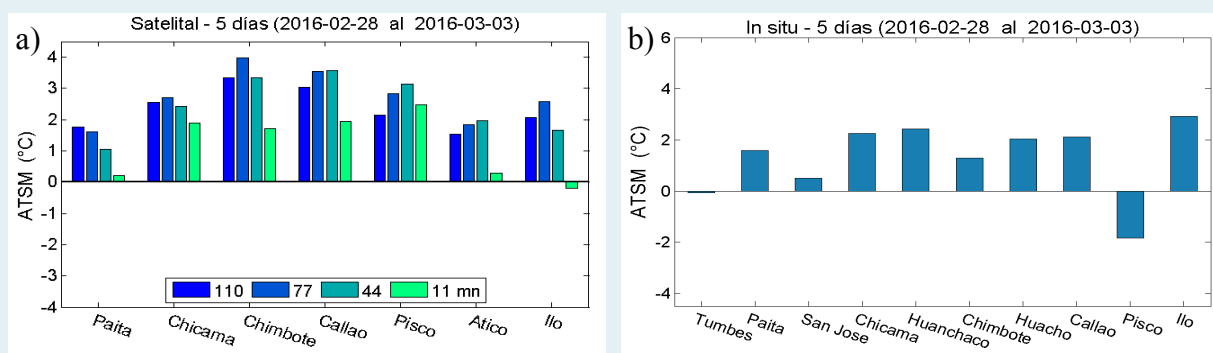 a)
Satelital - 5 días (2016-02-28 al 2016-03-03)
ATSM (°C)
4
3
2
1
0
-1
-2
-3
-4
110 77 44 11 mn
Paita Chicama Chimbote Callao Pisco Atico Ilo
b)
In situ - 5 días (2016-02-28 al 2016-03-03)
ATSM (°C)
6
4
2
0
-2
-4
Tumbes Paita San Jose Chicama Huanchaco Chimbote Huacho Callao Pisco Ilo